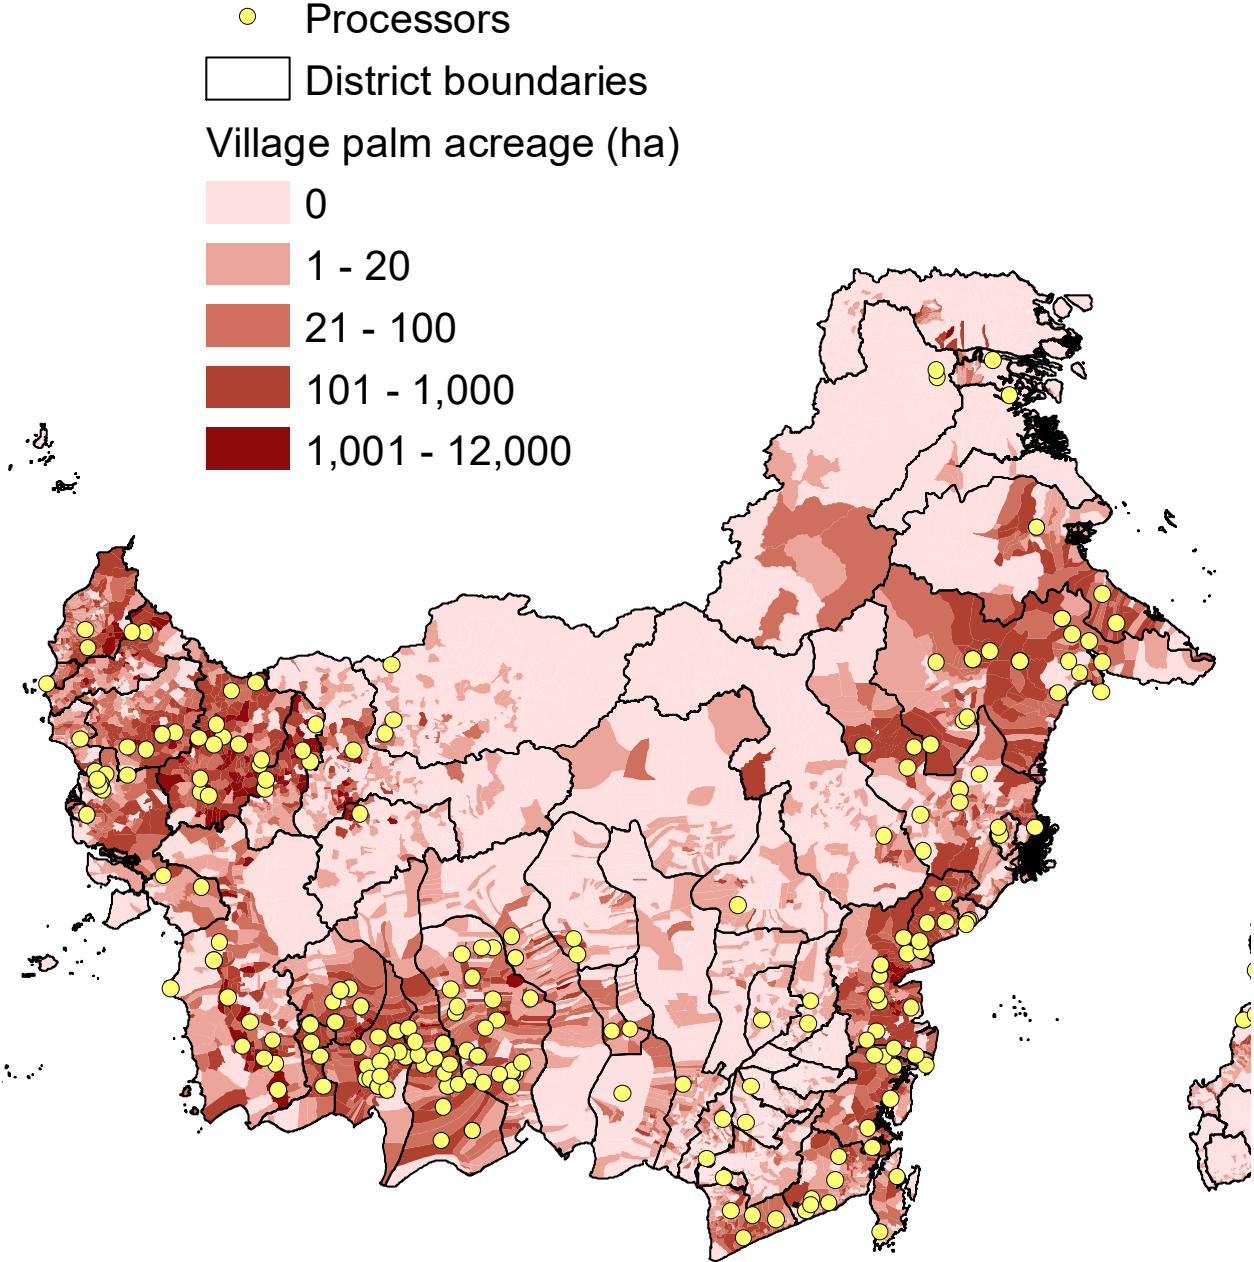 Processors
District boundaries
Village palm acreage (ha)
0
1 - 20
21 - 100
101 - 1,000
1,001 - 12,000